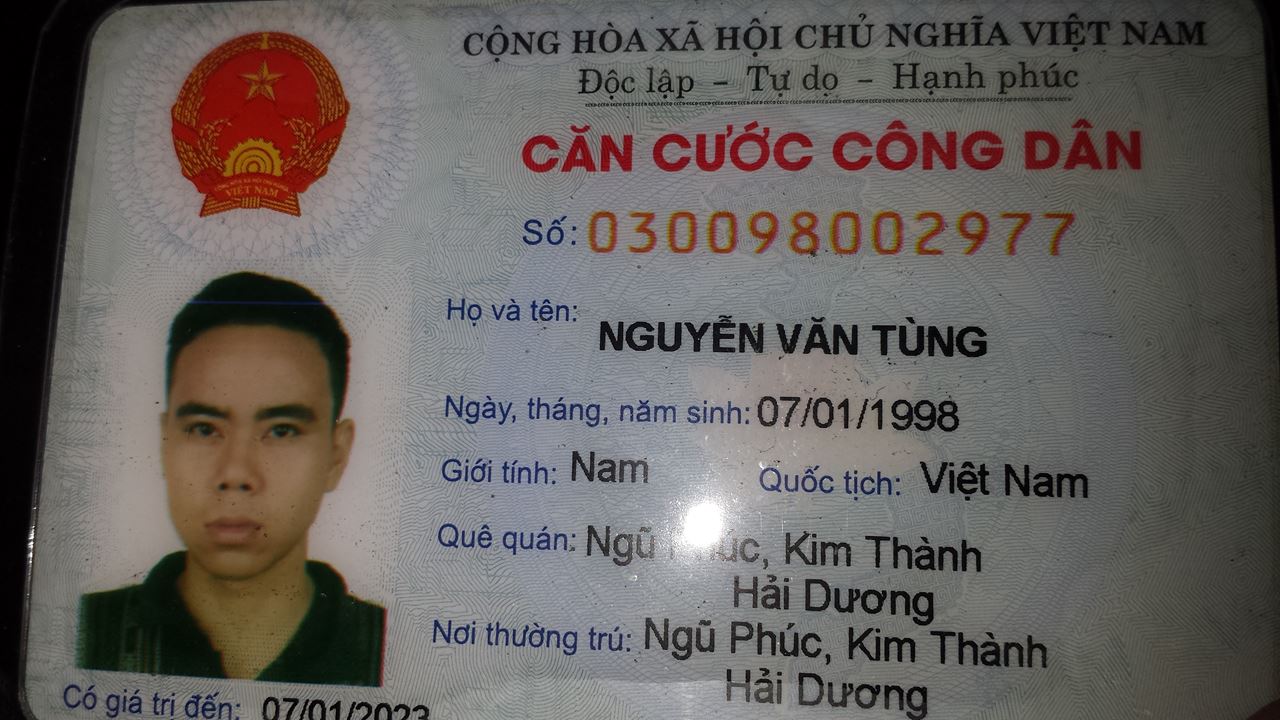 CỘNG HÒA XÃ HỘI CHỦ NGHĨA VIỆT NAM
Độc lập – Tự do – Hạnh phúc
CĂN CƯỚC CÔNG DÂN
VIỆT NAM
Số: 030098002977
Họ và tên: NGUYỄN VĂN TÙNG
Ngày, tháng, năm sinh: 07/01/1998
Giới tính: Nam Quốc tịch: Việt Nam
Quê quán: Ngũ Phúc, Kim Thành
Hải Dương
Nơi thường trú: Ngũ Phúc, Kim Thành
Hải Dương
Có giá trị đến: 07/01/2023